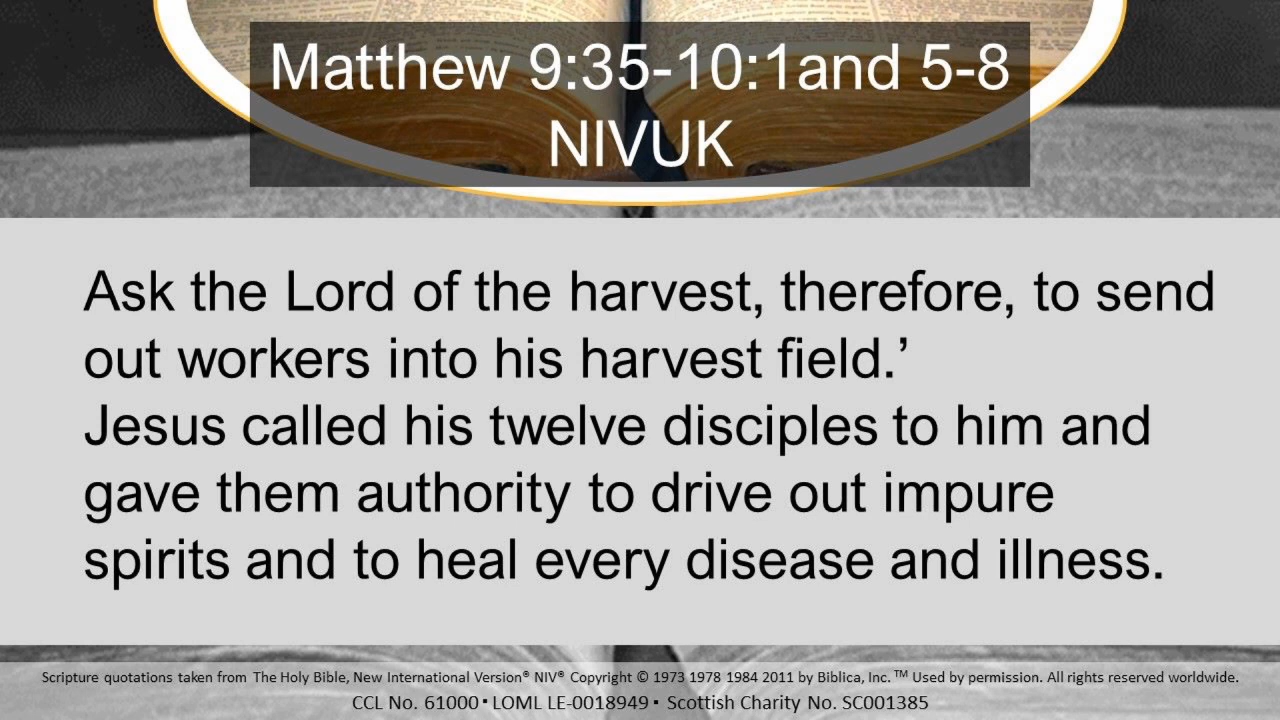 Matthew 9:35-10:1and 5-8
NIVUK
Ask the Lord of the harvest, therefore, to send
out workers into his harvest field.’
Jesus called his twelve disciples to him and
gave them authority to drive out impure
spirits and to heal every disease and illness.
Scripture quotations taken from The Holy Bible, New International Version® NIV® Copyright © 1973 1978 1984 2011 by Biblica, Inc.™ Used by permission. All rights reserved worldwide.
CCL No. 61000▪LOML LE-0018949▪ Scottish Charity No. SC001385